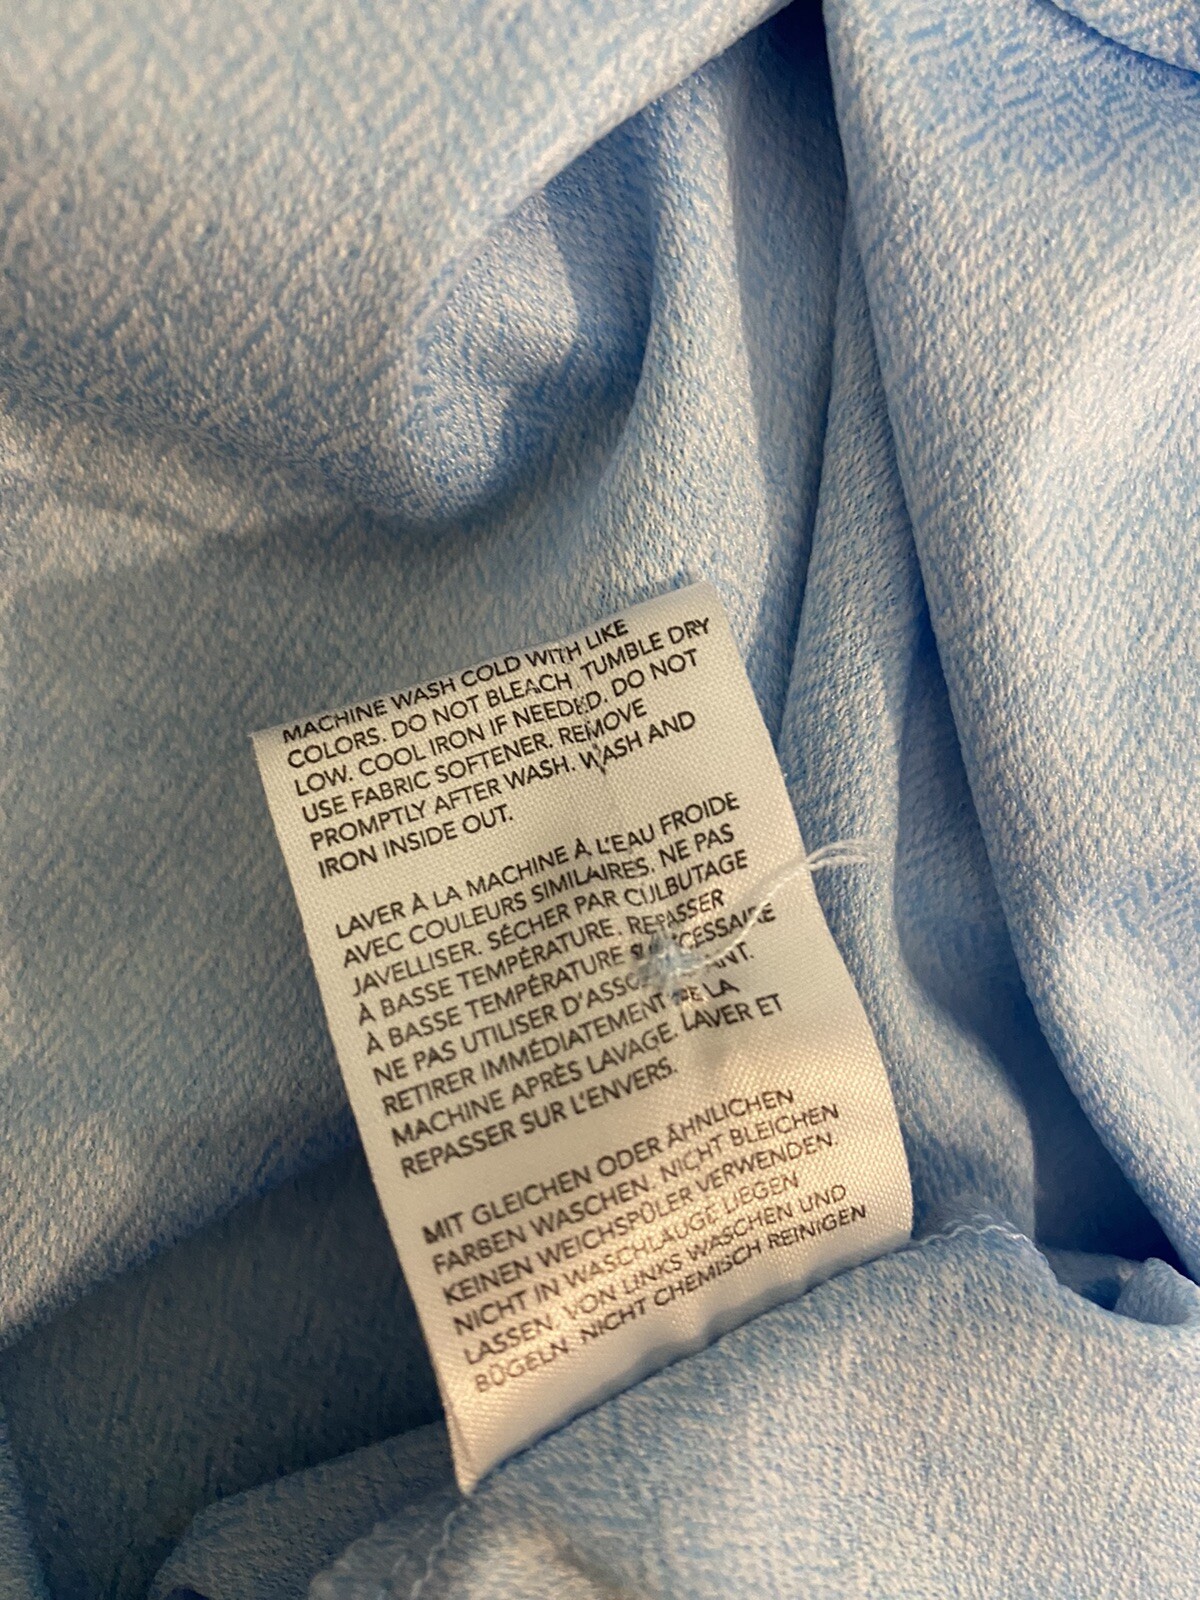 MACHINE WASH COLD WITH LIKE
COLORS. DO NOT BLEACH. TUMBLE DRY
LOW. COOL IRON IF NEEDED. DO NOT
USE FABRIC SOFTENER. REMOVE
PROMPTLY AFTER WASH. WASH AND
IRON INSIDE OUT.
LAVER À LA MACHINE À L'EAU FROIDE
AVEC COULEURS SIMILAIRES. NE PAS
JAVELLISER. SÉCHER PAR CULBUTAGE
À BASSE TEMPÉRATURE. REPASSER
À BASSE TEMPÉRATURE
NE PAS UTILISER
RETIRER IMMÉDIATEMENT DE LA
MACHINE APRÈS LAVAGE. LAVER ET
REPASSER SUR L'ENVERS.
MIT GLEICHEN ODER ÄHNLICHEN
FARBEN WASCHEN. NICHT BLEICHEN
KEINEN WEICHSPÜLER VERWENDEN.
NICHT IN WASCHLAUGE LIEGEN
LASSEN. VON LINKS WASCHEN UND
BÜGELN. NICHT CHEMISCH REINIGEN